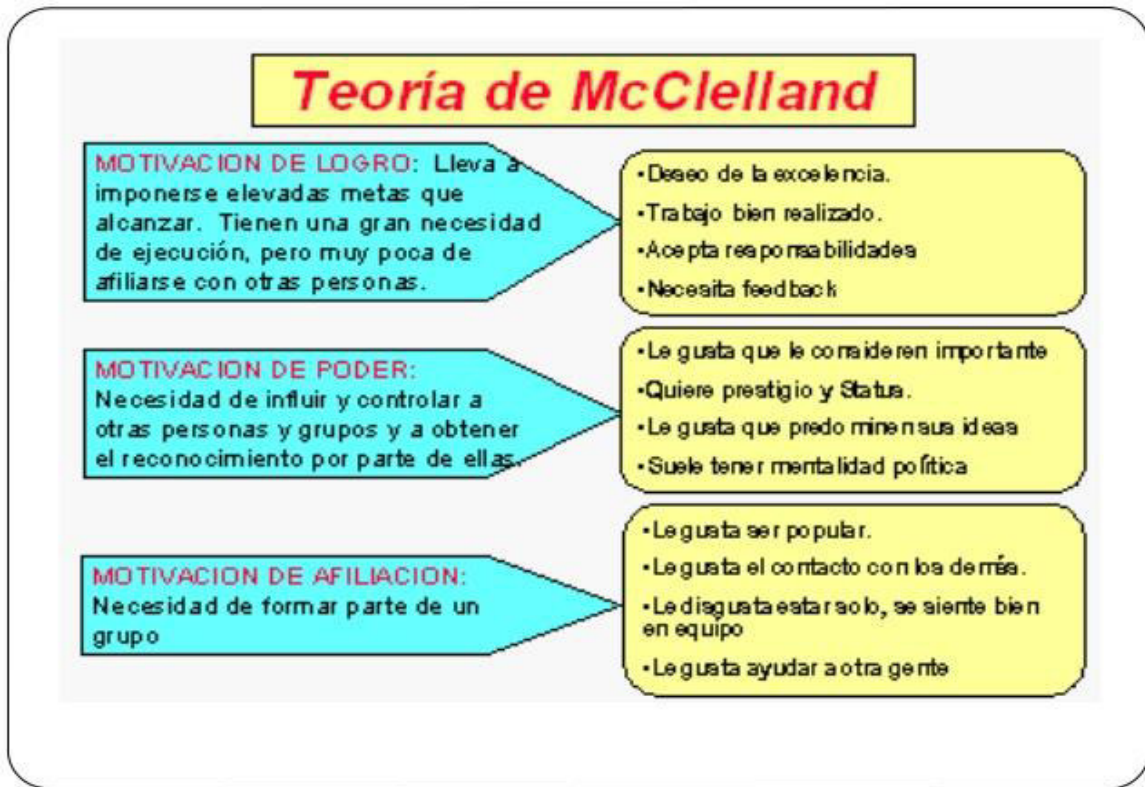 Teoría de McClelland
MOTIVACION DE LOGRO: Lleva a
imponerse elevadas metas que
alcanzar. Tienen una gran necesidad
de ejecución, pero muy poca de
afiliarse con otras personas.
•Deseo de la excelencia.
•Trabajo bien realizado.
•Acepta responsabilidades
•Necesita feedback
MOTIVACION DE PODER:
Necesidad de influir y controlar a
otras personas y grupos y a obtener
el reconocimiento por parte de ellas.
•Le gusta que le consideren importante
•Quiere prestigio y Status.
•Le gusta que predo minen sus ideas
•Suele tener mentalidad política
MOTIVACION DE AFILIACION:
Necesidad de formar parte de un
grupo
•Le gusta ser popular.
•Le gusta el contacto con los demás.
•Le disgusta estar solo, se siente bien
en equipo
•Le gusta ayudar a otra gente